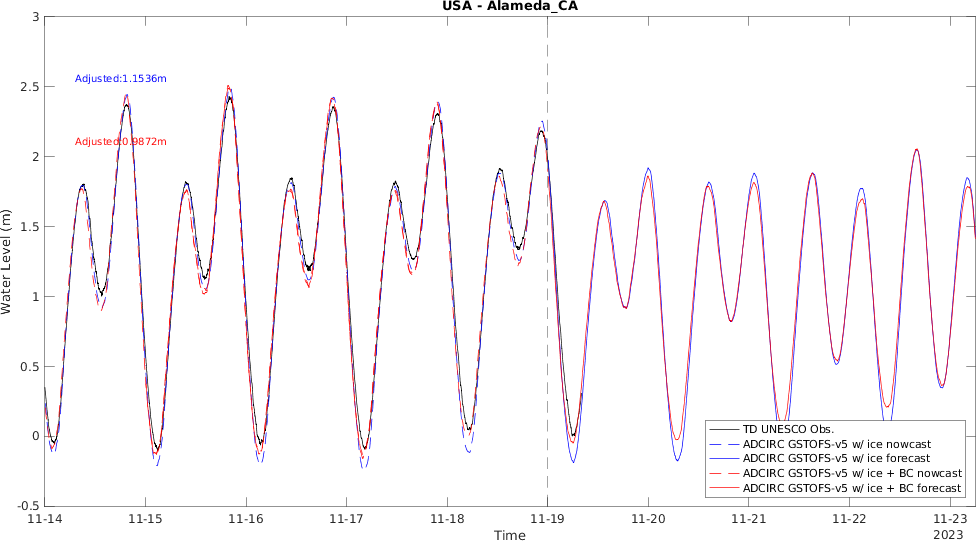 USA - Alameda_CA
3
2.5
2
1.5
1
0.5
0
-0.5
Water Level (m)
Adjusted:1.1536m
Adjusted:0.9872m
TD UNESCO Obs.
ADCIRC GSTOFS-v5 w/ ice nowcast
ADCIRC GSTOFS-v5 w/ ice forecast
ADCIRC GSTOFS-v5 w/ ice + BC nowcast
ADCIRC GSTOFS-v5 w/ ice + BC forecast
11-14 11-15 11-16 11-17 11-18 11-19 11-20 11-21 11-22 11-23
Time
2023